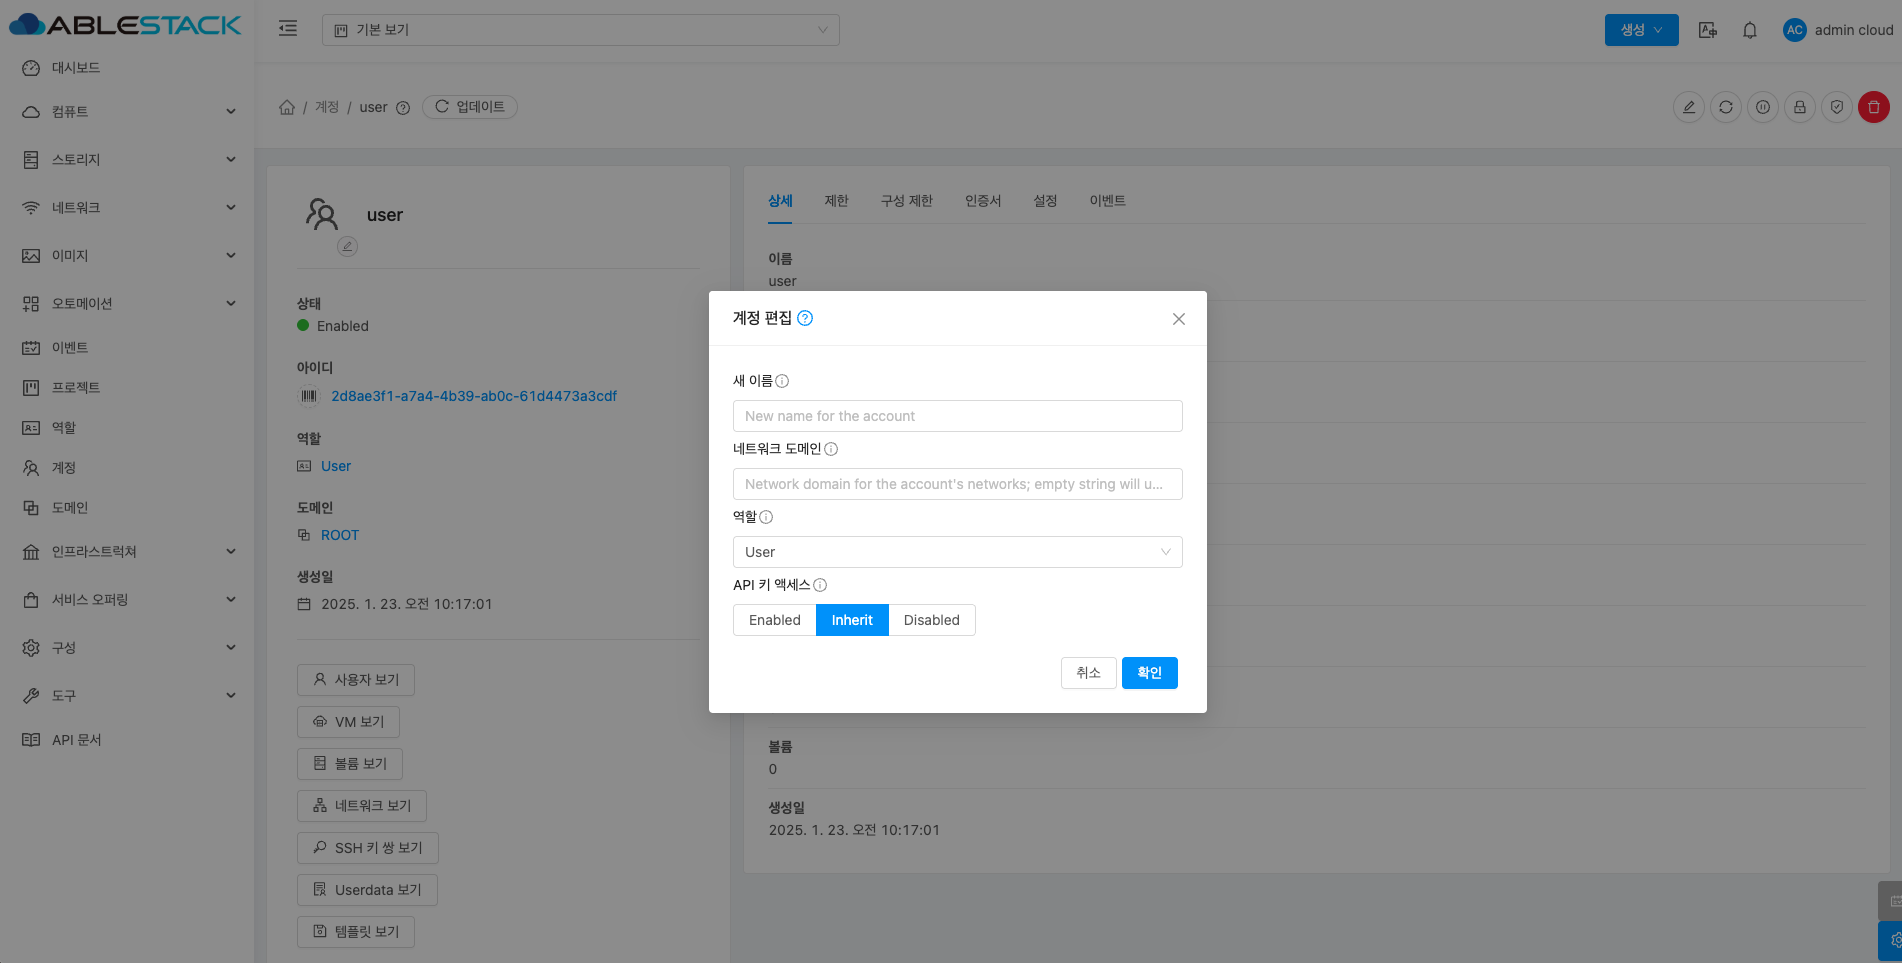 ABLESTACK
기본 보기
생성
AC
admin cloud
대시보드
컴퓨트
스토리지
네트워크
이미지
오토메이션
이벤트
프로젝트
역할
계정
도메인
인프라스트럭쳐
서비스 오퍼링
구성
도구
API 문서
/ 계정 / user
업데이트
user
상태
Enabled
아이디
2d8ae3f1-a7a4-4b39-ab0c-61d4473a3cdf
역할
User
도메인
ROOT
생성일
2025. 1. 23. 오전 10:17:01
사용자 보기
VM 보기
볼륨 보기
네트워크 보기
SSH 키 쌍 보기
Userdata 보기
템플릿 보기
상세
제한
구성 제한
인증서
설정
이벤트
이름
user
계정 편집
새 이름
New name for the account
네트워크 도메인
Network domain for the account's networks; empty string will u...
역할
User
API 키 액세스
Enabled
Inherit
Disabled
취소
확인
볼륨
0
생성일
2025. 1. 23. 오전 10:17:01